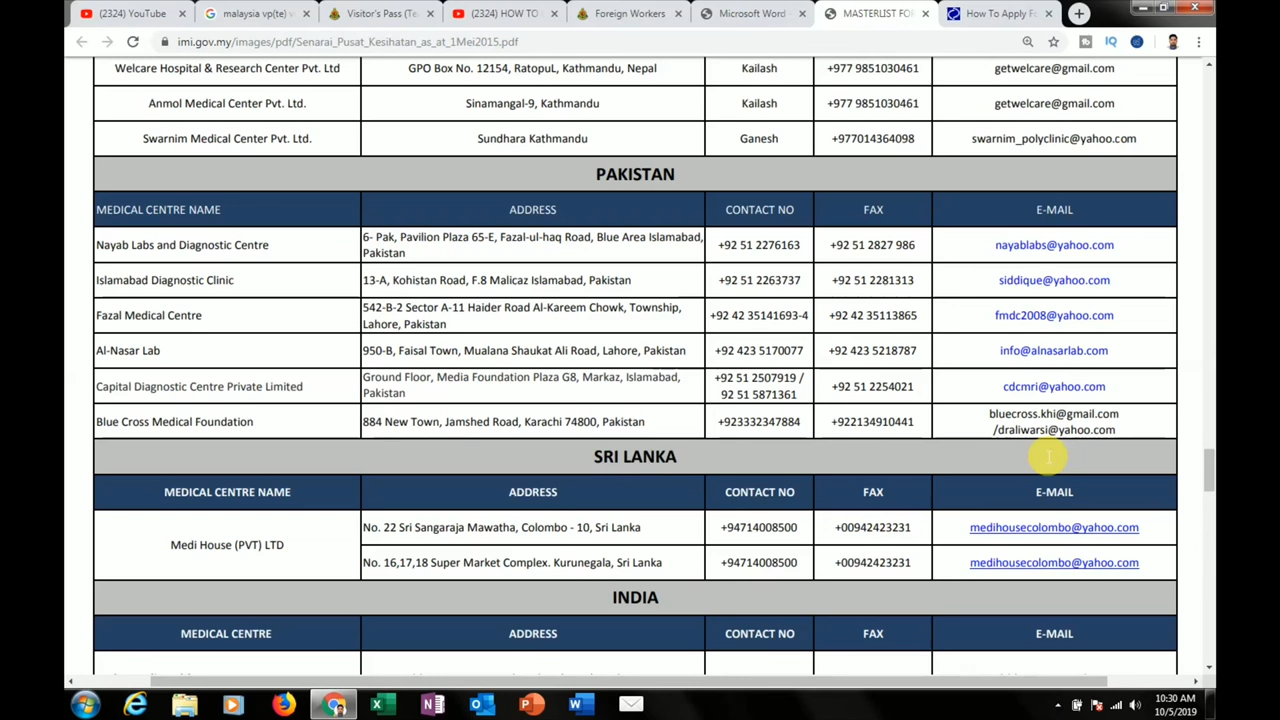 (2324) YouTube
malaysia vp(te) v
Visitor's Pass (Te
(2324) HOW TO
Foreign Workers
Microsoft Word
MASTERLIST FO
How To Apply F
imi.gov.my/images/pdf/Senarai_Pusat_Kesihatan_as_at_1Mei2015.pdf
Welcare Hospital & Research Center Pvt. Ltd GPO Box No. 12154, RatopuL, Kathmandu, Nepal Kailash +977 9851030461 getwelcare@gmail.com
Anmol Medical Center Pvt. Ltd. Sinamangal-9, Kathmandu Kailash +977 9851030461 getwelcare@gmail.com
Swarnim Medical Center Pvt. Ltd. Sundhara Kathmandu Ganesh +977014364098 swarnim_polyclinic@yahoo.com
PAKISTAN
MEDICAL CENTRE NAME ADDRESS CONTACT NO FAX E-MAIL
Nayab Labs and Diagnostic Centre
6- Pak, Pavilion Plaza 65-E, Fazal-ul-haq Road, Blue Area Islamabad,
Pakistan
+92 51 2276163 +92 51 2827 986 nayablabs@yahoo.com
Islamabad Diagnostic Clinic 13-A, Kohistan Road, F.8 Malicaz Islamabad, Pakistan +92 51 2263737 +92 51 2281313 siddique@yahoo.com
Fazal Medical Centre
542-B-2 Sector A-11 Haider Road Al-Kareem Chowk, Township,
Lahore, Pakistan
+92 42 35141693-4 +92 42 35113865 fmdc2008@yahoo.com
Al-Nasar Lab 950-B, Faisal Town, Mualana Shaukat Ali Road, Lahore, Pakistan +92 423 5170077 +92 423 5218787 info@alnasarlab.com
Capital Diagnostic Centre Private Limited
Ground Floor, Media Foundation Plaza G8, Markaz, Islamabad,
Pakistan
+92 51 2507919 /
92 51 5871361
+92 51 2254021 cdcmri@yahoo.com
Blue Cross Medical Foundation 884 New Town, Jamshed Road, Karachi 74800, Pakistan +923332347884 +922134910441
bluecross.khi@gmail.com
/draliwarsi@yahoo.com
SRI LANKA
MEDICAL CENTRE NAME ADDRESS CONTACT NO FAX E-MAIL
Medi House (PVT) LTD
No. 22 Sri Sangaraja Mawatha, Colombo - 10, Sri Lanka +94714008500 +00942423231 medihousecolombo@yahoo.com
No. 16,17,18 Super Market Complex. Kurunegala, Sri Lanka +94714008500 +00942423231 medihousecolombo@yahoo.com
INDIA
MEDICAL CENTRE ADDRESS CONTACT NO FAX E-MAIL
10:30 AM
10/5/2019